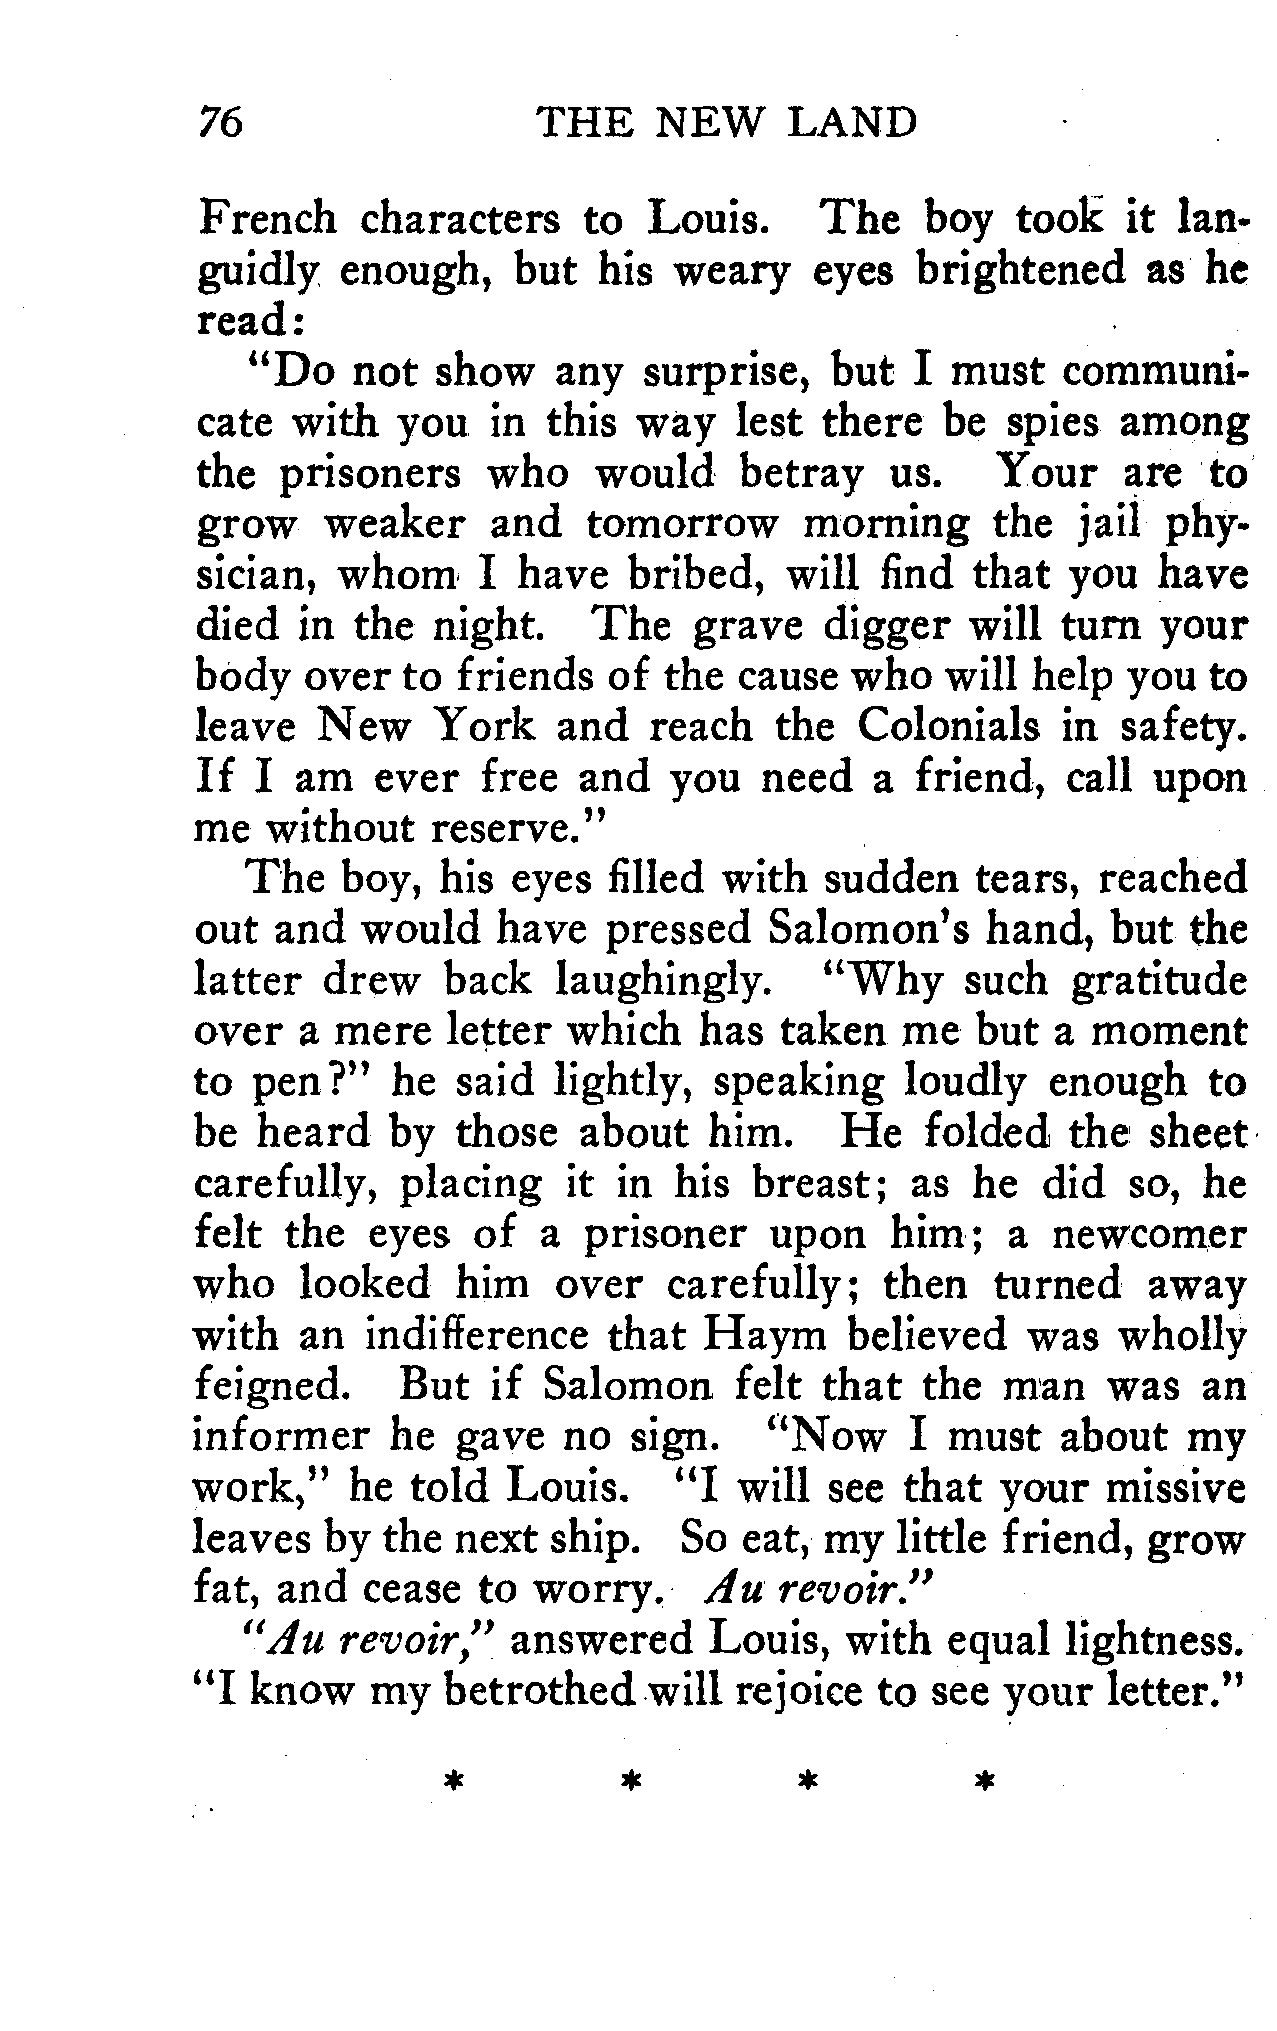 76 THE NEW LAND
French characters to Louis. The boy took it lan-
guidly enough, but his weary eyes brightened as he
read:
"Do not show any surprise, but I must communi-
cate with you in this way lest there be spies among
the prisoners who would betray us. Your are to
grow weaker and tomorrow morning the jail phy-
sician, whom I have bribed, will find that you have
died in the night. The grave digger will turn your
body over to friends of the cause who will help you to
leave New York and reach the Colonials in safety.
If I am ever free and you need a friend, call upon
me without reserve."
The boy, his eyes filled with sudden tears, reached
out and would have pressed Salomon's hand, but the
latter drew back laughingly. "Why such gratitude
over a mere letter which has taken me but a moment
to pen?" he said lightly, speaking loudly enough to
be heard by those about him. He folded the sheet
carefully, placing it in his breast; as he did so, he
felt the eyes of a prisoner upon him; a newcomer
who looked him over carefully; then turned away
with an indifference that Haym believed was wholly
feigned. But if Salomon felt that the man was an
informer he gave no sign. "Now I must about my
work," he told Louis. "I will see that your missive
leaves by the next ship. So eat, my little friend, grow
fat, and cease to worry. Au revoir."
"Au revoir," answered Louis, with equal lightness.
"I know my betrothed will rejoice to see your letter."
* * * *